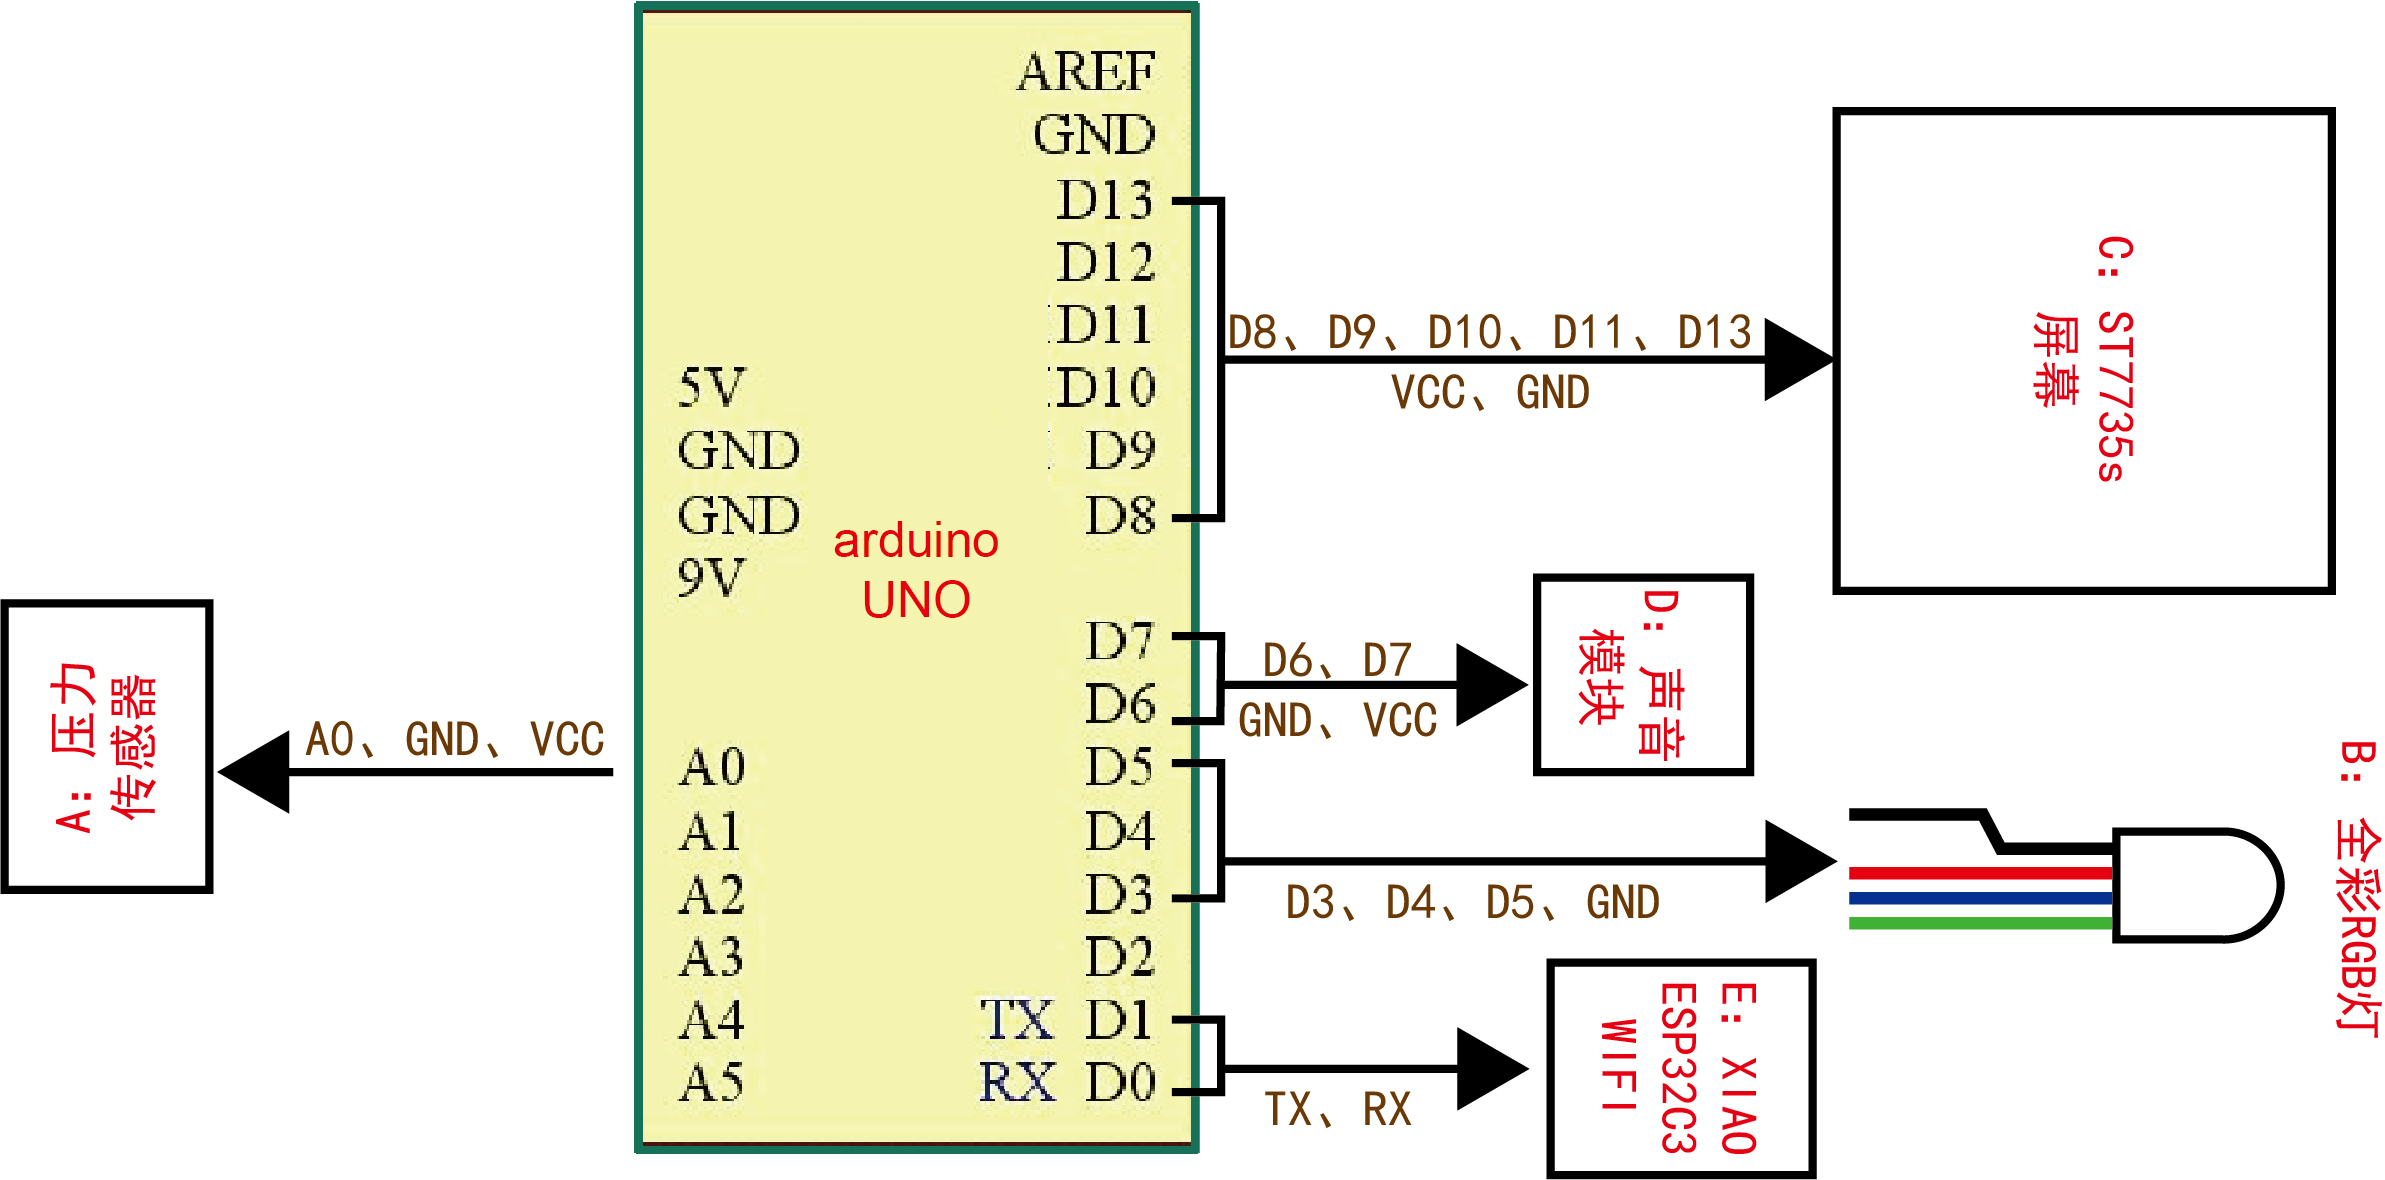 AREF
GND
D13
D12
D11
D10
D9
D8
5V
GND
GND
9V
arduino
UNO
D7
D6
D5
D4
D3
D2
TX D1
RX D0
A0
A1
A2
A3
A4
A5
A：压力
传感器
A0、GND、VCC
D8、D9、D10、D11、D13
VCC、GND
C：ST7735s
屏幕
D6、D7
GND、VCC
D：声音
模块
D3、D4、D5、GND
B：全彩RGB灯
TX、RX
E：XIAO
ESP32C3
WIFI